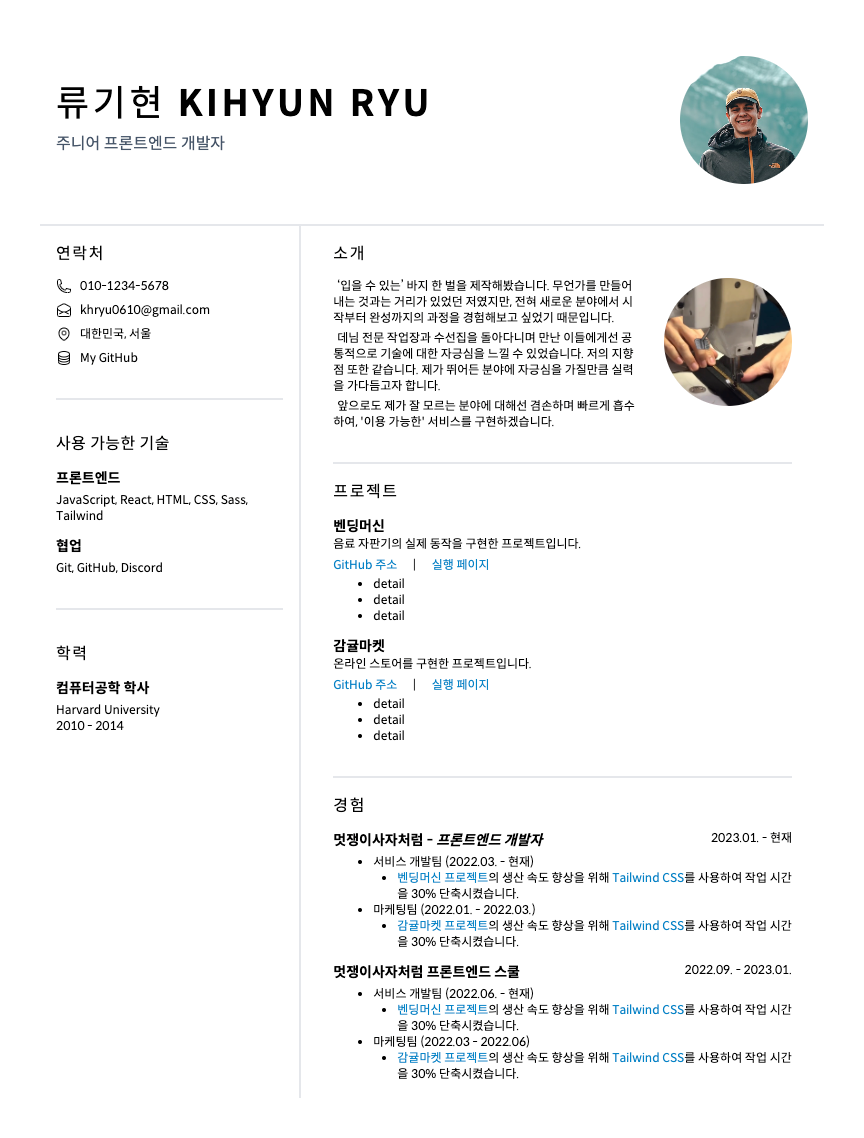 류기현 KIHYUN RYU
주니어 프론트엔드 개발자
연락처
010-1234-5678
khryu0610@gmail.com
대한민국, 서울
My GitHub
사용 가능한 기술
프론트엔드
JavaScript, React, HTML, CSS, Sass,
Tailwind
협업
Git, GitHub, Discord
학력
컴퓨터공학 학사
Harvard University
2010 - 2014
소개
'입을 수 있는' 바지 한 벌을 제작해봤습니다. 무언가를 만들어
내는 것과는 거리가 있었던 저였지만, 전혀 새로운 분야에서 시
작부터 완성까지의 과정을 경험해보고 싶었기 때문입니다.
데님 전문 작업장과 수선집을 돌아다니며 만난 이들에게선 공
통적으로 기술에 대한 자긍심을 느낄 수 있었습니다. 저의 지향
점 또한 같습니다. 제가 뛰어든 분야에 자긍심을 가질만큼 실력
을 가다듬고자 합니다.
앞으로도 제가 잘 모르는 분야에 대해선 겸손하며 빠르게 흡수
하여, '이용 가능한' 서비스를 구현하겠습니다.
프로젝트
벤딩머신
음료 자판기의 실제 동작을 구현한 프로젝트입니다.
GitHub 주소 | 실행 페이지
• detail
• detail
• detail
감귤마켓
온라인 스토어를 구현한 프로젝트입니다.
GitHub 주소 | 실행 페이지
• detail
• detail
• detail
경험
멋쟁이사자처럼 - 프론트엔드 개발자 2023.01. - 현재
• 서비스 개발팀 (2022.03. - 현재)
• 벤딩머신 프로젝트의 생산 속도 향상을 위해 Tailwind CSS를 사용하여 작업 시간
을 30% 단축시켰습니다.
• 마케팅팀 (2022.01. - 2022.03.)
• 감귤마켓 프로젝트의 생산 속도 향상을 위해 Tailwind CSS를 사용하여 작업 시간
을 30% 단축시켰습니다.
멋쟁이사자처럼 프론트엔드 스쿨 2022.09. - 2023.01.
• 서비스 개발팀 (2022.06. - 현재)
• 벤딩머신 프로젝트의 생산 속도 향상을 위해 Tailwind CSS를 사용하여 작업 시간
을 30% 단축시켰습니다.
• 마케팅팀 (2022.03 - 2022.06)
• 감귤마켓 프로젝트의 생산 속도 향상을 위해 Tailwind CSS를 사용하여 작업 시간
을 30% 단축시켰습니다.